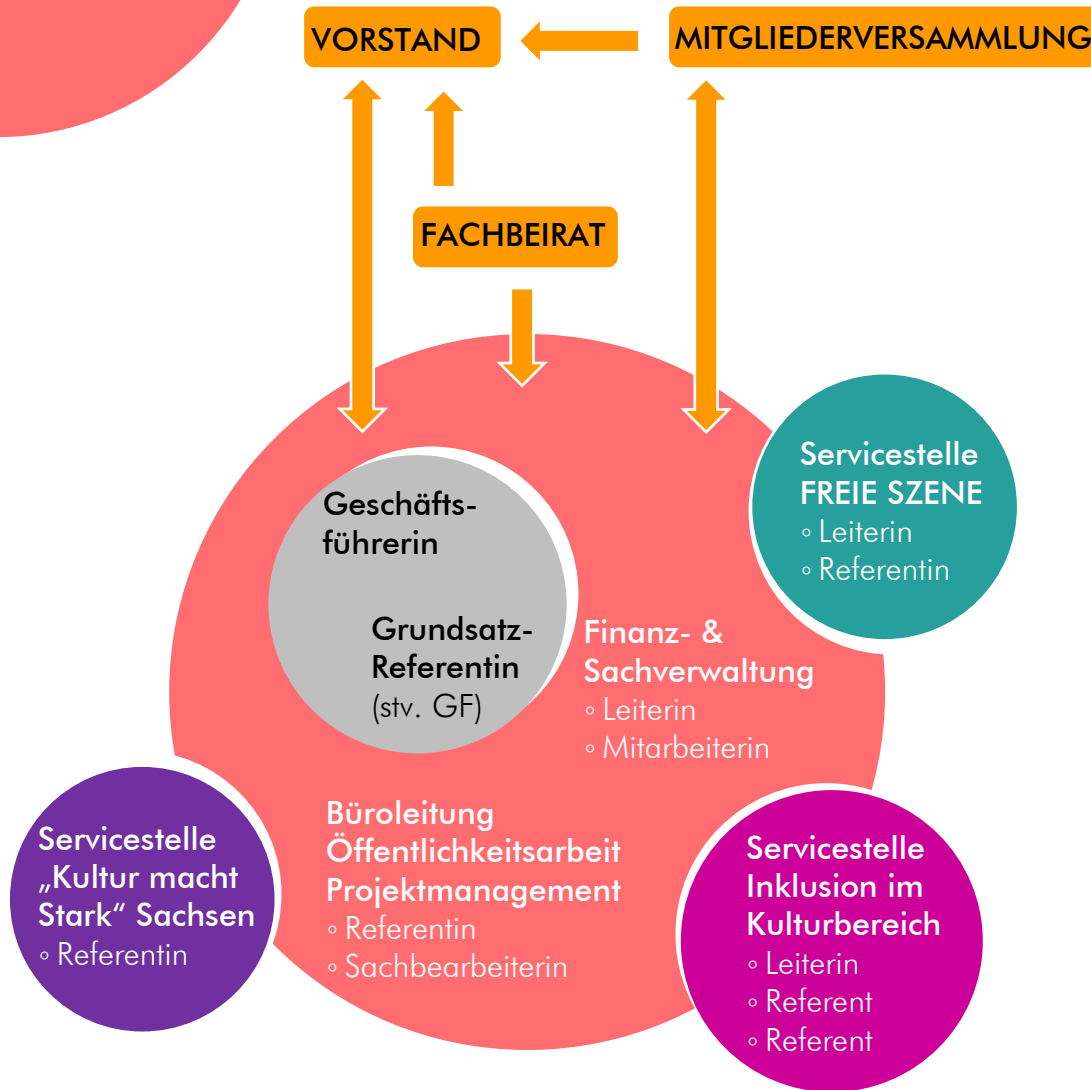 VORSTAND
MITGLIEDERVERSAMMLUNG
FACHBEIRAT
Geschäfts-
führerin
Grundsatz-
Referentin
(stv. GF)
Servicestelle
FREIE SZENE
◦ Leiterin
◦ Referentin
Finanz- &
Sachverwaltung
◦ Leiterin
◦ Mitarbeiterin
Büroleitung
Öffentlichkeitsarbeit
Projektmanagement
◦ Referentin
◦ Sachbearbeiterin
Servicestelle
„Kultur macht
Stark“ Sachsen
◦ Referentin
Servicestelle
Inklusion im
Kulturbereich
◦ Leiterin
◦ Referent
◦ Referent